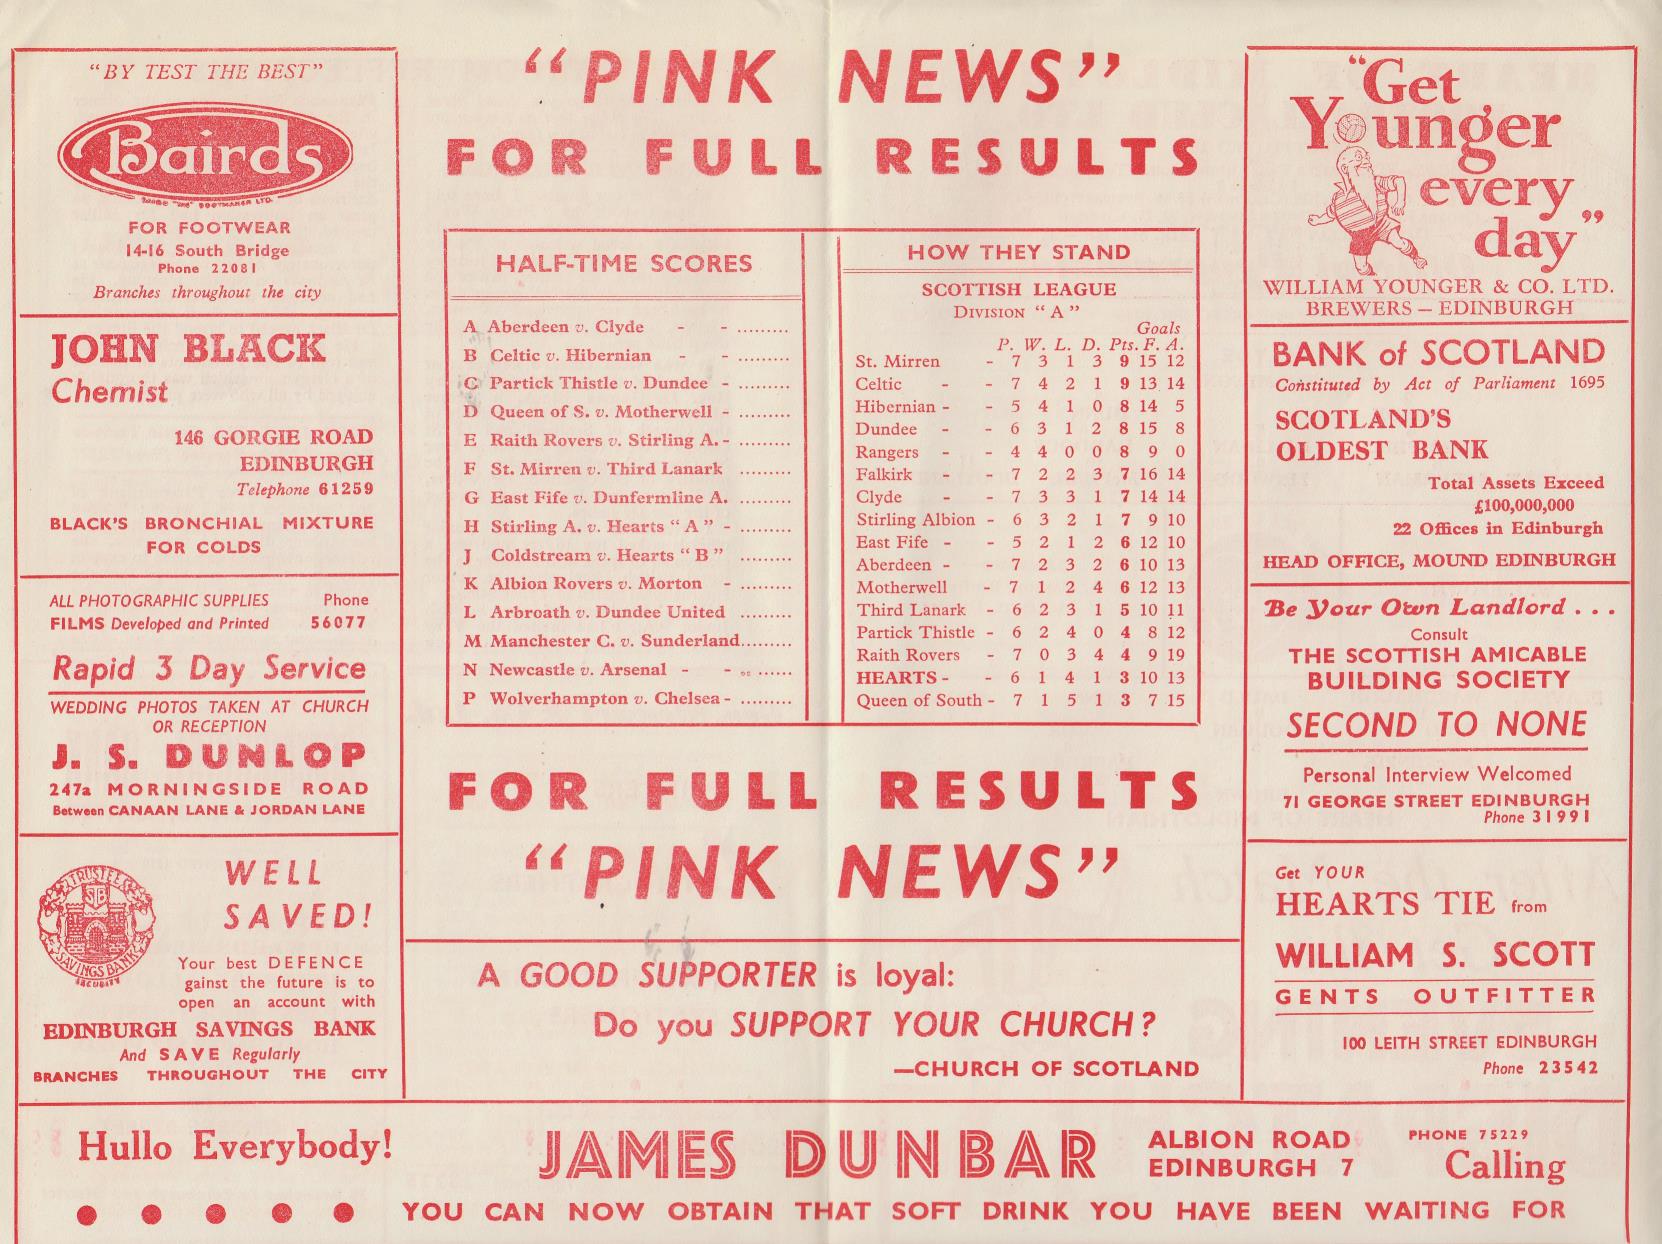 "BY TEST THE BEST"
Bairds
FOR FOOTWEAR
14-16 South Bridge
Phone 22081
Branches throughout the city
JOHN BLACK
Chemist
146 GORGIE ROAD
EDINBURGH
Telephone 61259
BLACK'S BRONCHIAL MIXTURE
FOR COLDS
ALL PHOTOGRAPHIC SUPPLIES Phone
FILMS Developed and Printed 56077
Rapid 3 Day Service
WEDDING PHOTOS TAKEN AT CHURCH
OR RECEPTION
J. S. DUNLOP
247a MORNINGSIDE ROAD
Between CANAAN LANE & JORDAN LANE
TRUSTEE
SB
SAVINGS BANK
SECURITY
WELL
SAVED!
Your best DEFENCE
gainst the future is to
open an account with
EDINBURGH SAVINGS BANK
And SAVE Regularly
BRANCHES THROUGHOUT THE CITY
"PINK NEWS"
FOR FULL RESULTS
HALF-TIME SCORES
A Aberdeen v. Clyde - - .........
B Celtic v. Hibernian - - .........
C Partick Thistle v. Dundee - .........
D Queen of S. v. Motherwell - .........
E Raith Rovers v. Stirling A. - .........
F St. Mirren v. Third Lanark .........
G East Fife v. Dunfermline A. .........
H Stirling A. v. Hearts "A" - .........
J Coldstream v. Hearts "B" .........
K Albion Rovers v. Morton - .........
L Arbroath v. Dundee United .........
M Manchester C. v. Sunderland.........
N Newcastle v. Arsenal - - .........
P Wolverhampton v. Chelsea - .........
HOW THEY STAND
SCOTTISH LEAGUE
DIVISION "A"
Goals
P. W. L. D. Pts. F. A.
St. Mirren - 7 3 1 3 9 15 12
Celtic - - 7 4 2 1 9 13 14
Hibernian - - 5 4 1 0 8 14 5
Dundee - - 6 3 1 2 8 15 8
Rangers - - 4 4 0 0 8 9 0
Falkirk - - 7 2 2 3 7 16 14
Clyde - - 7 3 3 1 7 14 14
Stirling Albion - 6 3 2 1 7 9 10
East Fife - - 5 2 1 2 6 12 10
Aberdeen - - 7 2 3 2 6 10 13
Motherwell - 7 1 2 4 6 12 13
Third Lanark - 6 2 3 1 5 10 11
Partick Thistle - 6 2 4 0 4 8 12
Raith Rovers - 7 0 3 4 4 9 19
HEARTS - - 6 1 4 1 3 10 13
Queen of South - 7 1 5 1 3 7 15
FOR FULL RESULTS
"PINK NEWS"
A GOOD SUPPORTER is loyal:
Do you SUPPORT YOUR CHURCH?
—CHURCH OF SCOTLAND
"Get
Younger
every
day"
WILLIAM YOUNGER & CO. LTD.
BREWERS — EDINBURGH
BANK of SCOTLAND
Constituted by Act of Parliament 1695
SCOTLAND'S
OLDEST BANK
Total Assets Exceed
£100,000,000
22 Offices in Edinburgh
HEAD OFFICE, MOUND EDINBURGH
Be Your Own Landlord . . .
Consult
THE SCOTTISH AMICABLE
BUILDING SOCIETY
SECOND TO NONE
Personal Interview Welcomed
71 GEORGE STREET EDINBURGH
Phone 31991
Get YOUR
HEARTS TIE from
WILLIAM S. SCOTT
GENTS OUTFITTER
100 LEITH STREET EDINBURGH
Phone 23542
Hullo Everybody! JAMES DUNBAR ALBION ROAD EDINBURGH 7 PHONE 75229 Calling
● ● ● ● ● YOU CAN NOW OBTAIN THAT SOFT DRINK YOU HAVE BEEN WAITING FOR